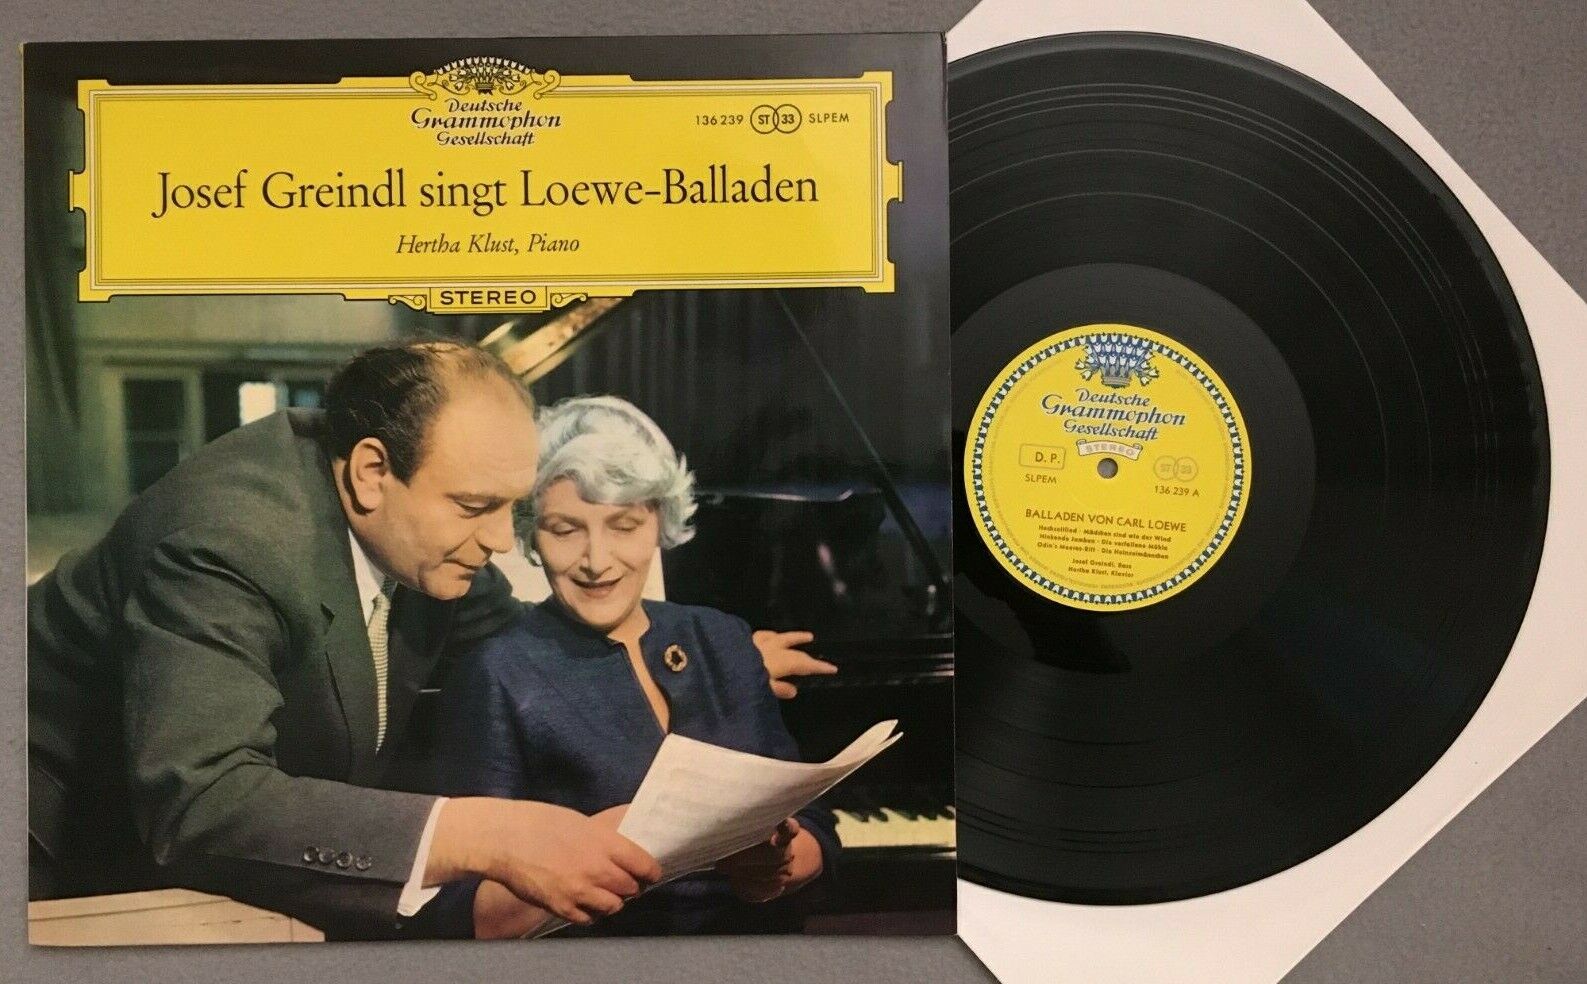 Deutsche
Grammophon
Gesellschaft
136 239 ST 33 SLPEM
Josef Greindl singt Loewe-Balladen
Hertha Klust, Piano
STEREO
Deutsche
Grammophon
Gesellschaft
STEREO
D. P.
ST 33
SLPEM
136 239 A
BALLADEN VON CARL LOEWE
Hochzeitlied · Mädchen sind wie der Wind
Hinkende Jamben · Die verfallene Mühle
Odin's Meeres-Ritt · Die Heinzelmännchen
Josef Greindl, Bass
Hertha Klust, Klavier